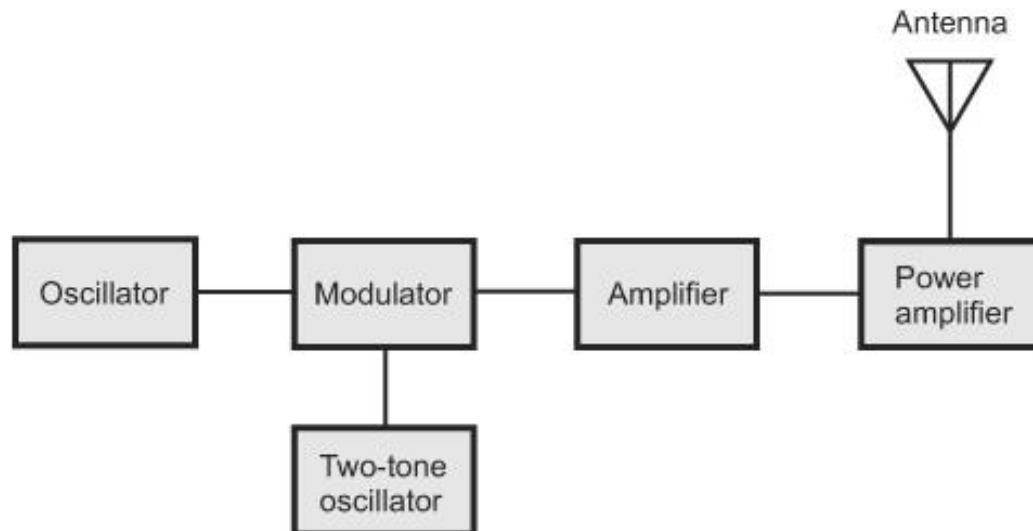 Antenna
Oscillator
Modulator
Amplifier
Power
amplifier
Two-tone
oscillator